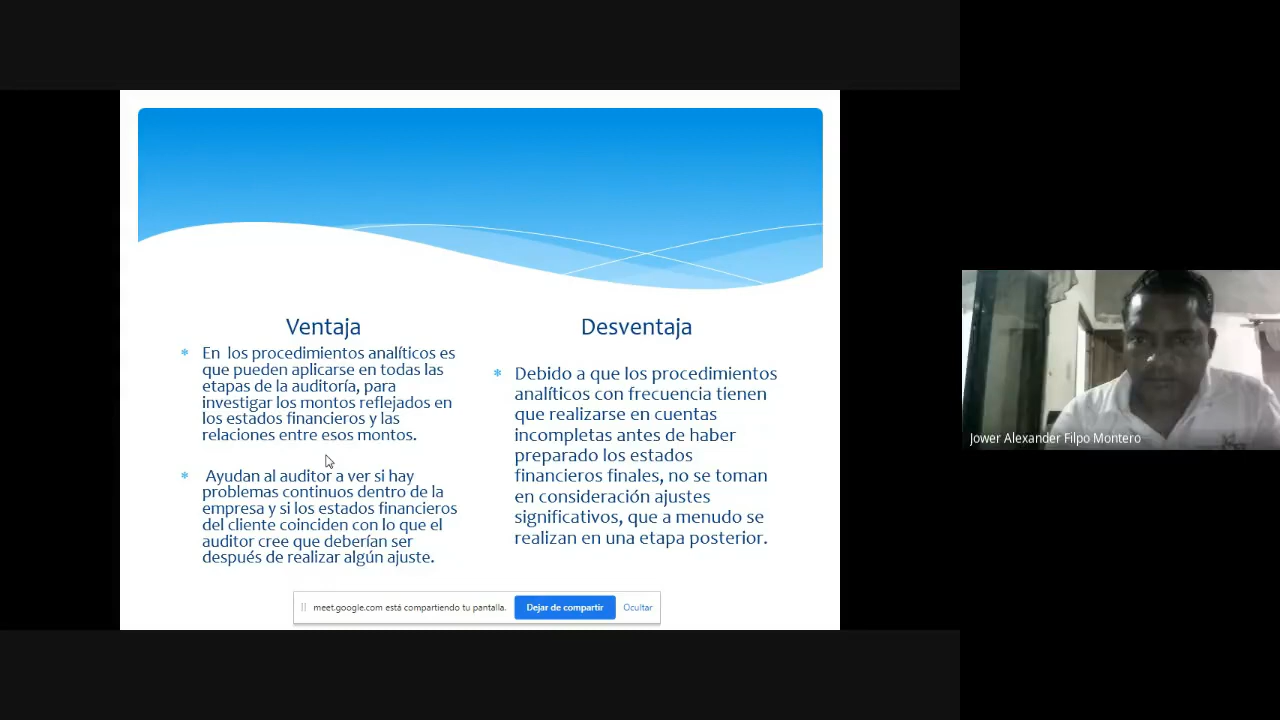 Ventaja
En los procedimientos analíticos es
que pueden aplicarse en todas las
etapas de la auditoría, para
investigar los montos reflejados en
los estados financieros y las
relaciones entre esos montos.
Ayudan al auditor a ver si hay
problemas continuos dentro de la
empresa y si los estados financieros
del cliente coinciden con lo que el
auditor cree que deberían ser
después de realizar algún ajuste.
Desventaja
Debido a que los procedimientos
analíticos con frecuencia tienen
que realizarse en cuentas
incompletas antes de haber
preparado los estados
financieros finales, no se toman
en consideración ajustes
significativos, que a menudo se
realizan en una etapa posterior.
meet.google.com está compartiendo tu pantalla. Dejar de compartir Ocultar
Jower Alexander Filpo Montero